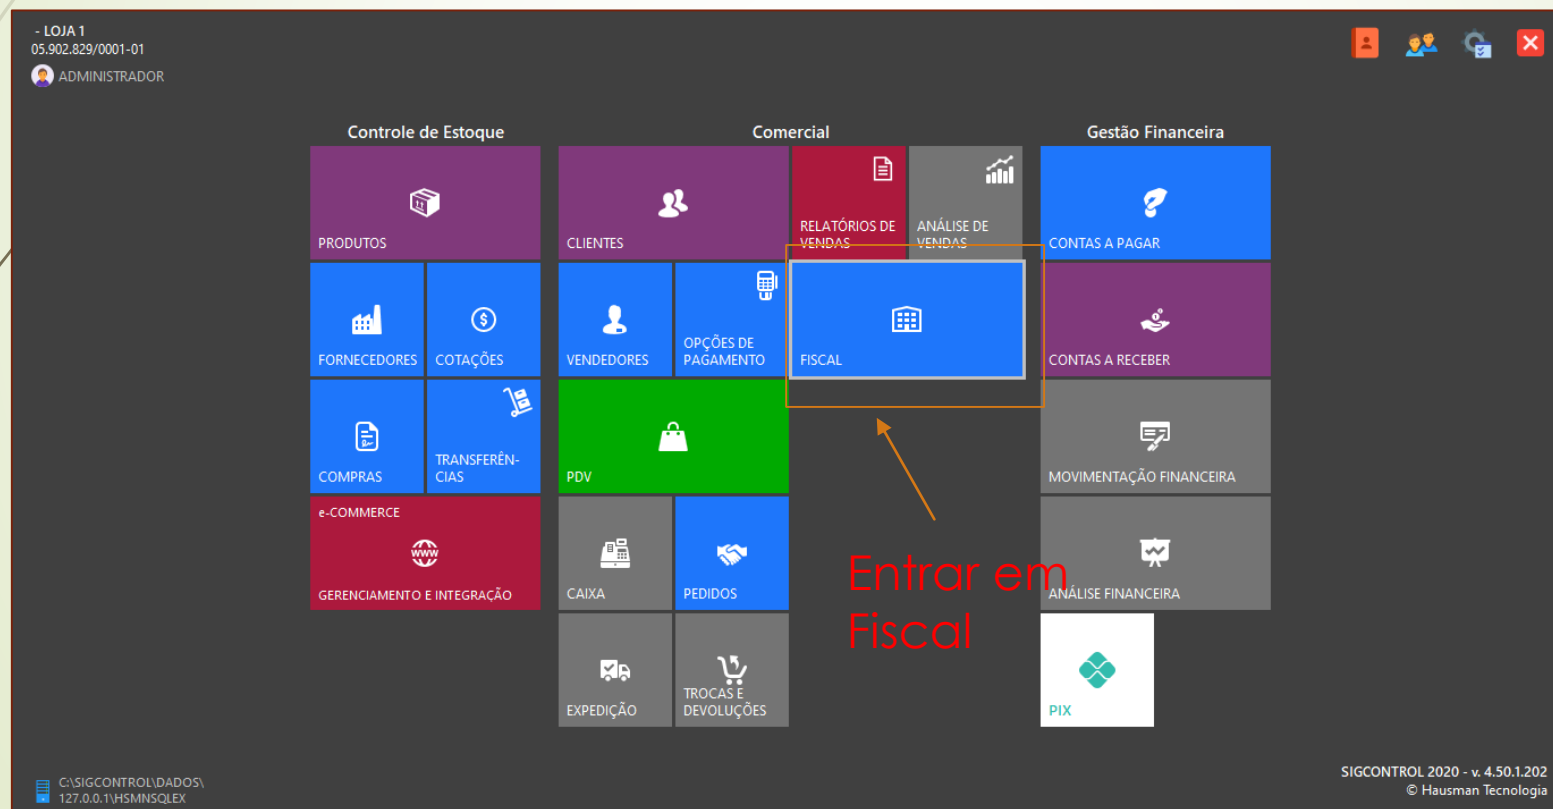 - LOJA 1
05.902.829/0001-01
ADMINISTRADOR
Controle de Estoque
Comercial
Gestão Financeira
PRODUTOS
CLIENTES
RELATÓRIOS DE
VENDAS
ANÁLISE DE
VENDAS
CONTAS A PAGAR
FORNECEDORES
COTAÇÕES
VENDEDORES
OPÇÕES DE
PAGAMENTO
FISCAL
CONTAS A RECEBER
COMPRAS
TRANSFERÊN-
CIAS
PDV
MOVIMENTAÇÃO FINANCEIRA
e-COMMERCE
www
GERENCIAMENTO E INTEGRAÇÃO
CAIXA
PEDIDOS
Entrar em
Fiscal
ANÁLISE FINANCEIRA
EXPEDIÇÃO
TROCAS E
DEVOLUÇÕES
PIX
C:\SIGCONTROL\DADOS\
127.0.0.1\HSMNSQLEX
SIGCONTROL 2020 - v. 4.50.1.202
© Hausman Tecnologia